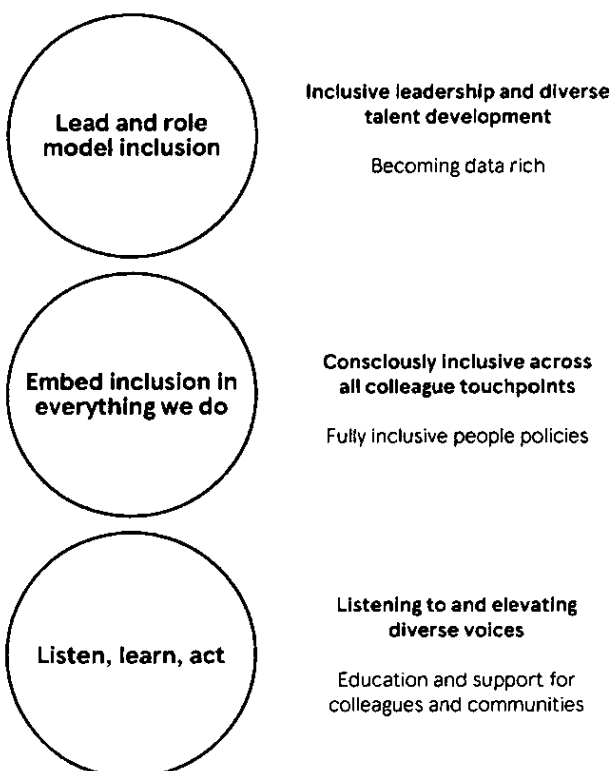 Lead and role
model inclusion
Inclusive leadership and diverse
talent development
Becoming data rich
Embed inclusion in
everything we do
Consciously inclusive across
all colleague touchpoints
Fully inclusive people policies
Listen, learn, act
Listening to and elevating
diverse voices
Education and support for
colleagues and communities